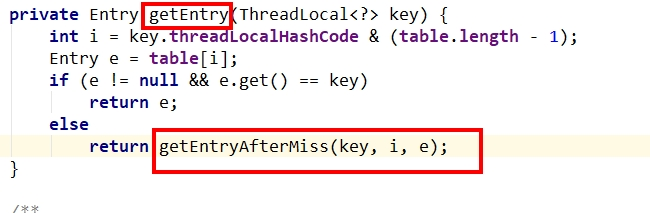 private Entry getEntry(ThreadLocal<?> key) {
    int i = key.threadLocalHashCode & (table.length - 1);
    Entry e = table[i];
    if (e != null && e.get() == key)
        return e;
    else
        return getEntryAfterMiss(key, i, e);
}
/**